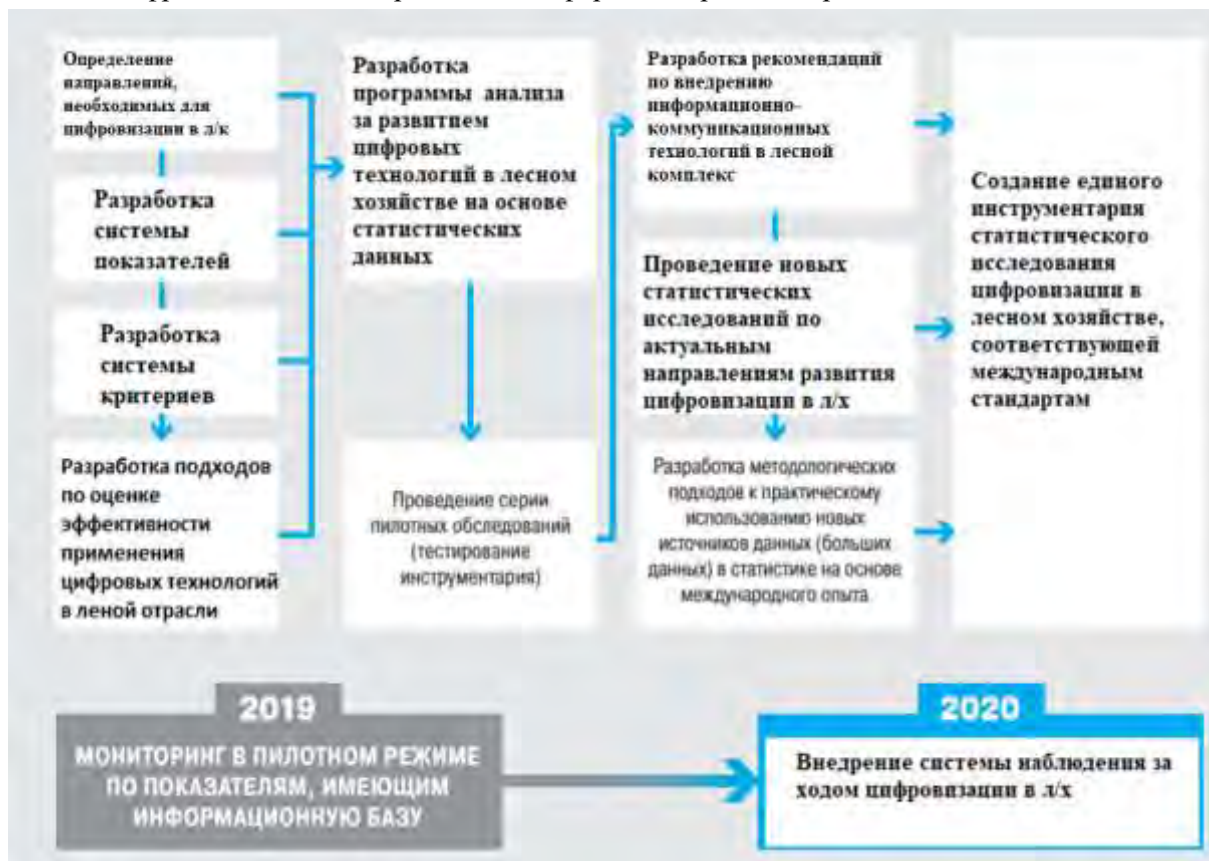 Определение
направлений,
необходимых для
цифровизации в л/к
Разработка
системы
показателей
Разработка
системы
критериев
Разработка подходов
по оценке
эффективности
применения
цифровых технологий
в леной отрасли
Разработка
программы анализа
за развитием
цифровых
технологий в лесном
хозяйстве на основе
статистических
данных
Проведение серии
пилотных обследований
(тестирование
инструментария)
Разработка рекомендаций
по внедрению
информационно-
коммуникационных
технологий в лесной
комплекс
Проведение новых
статистических
исследований по
актуальным
направлениям развития
цифровизации в л/х
Разработка методологических
подходов к практическому
использованию новых
источников данных (больших
данных) в статистике на основе
международного опыта
Создание единого
инструментария
статистического
исследования
цифровизации в
лесном хозяйстве,
соответствующей
международным
стандартам
2019
МОНИТОРИНГ В ПИЛОТНОМ РЕЖИМЕ
ПО ПОКАЗАТЕЛЯМ, ИМЕЮЩИМ
ИНФОРМАЦИОННУЮ БАЗУ
2020
Внедрение системы наблюдения за
ходом цифровизации в л/х